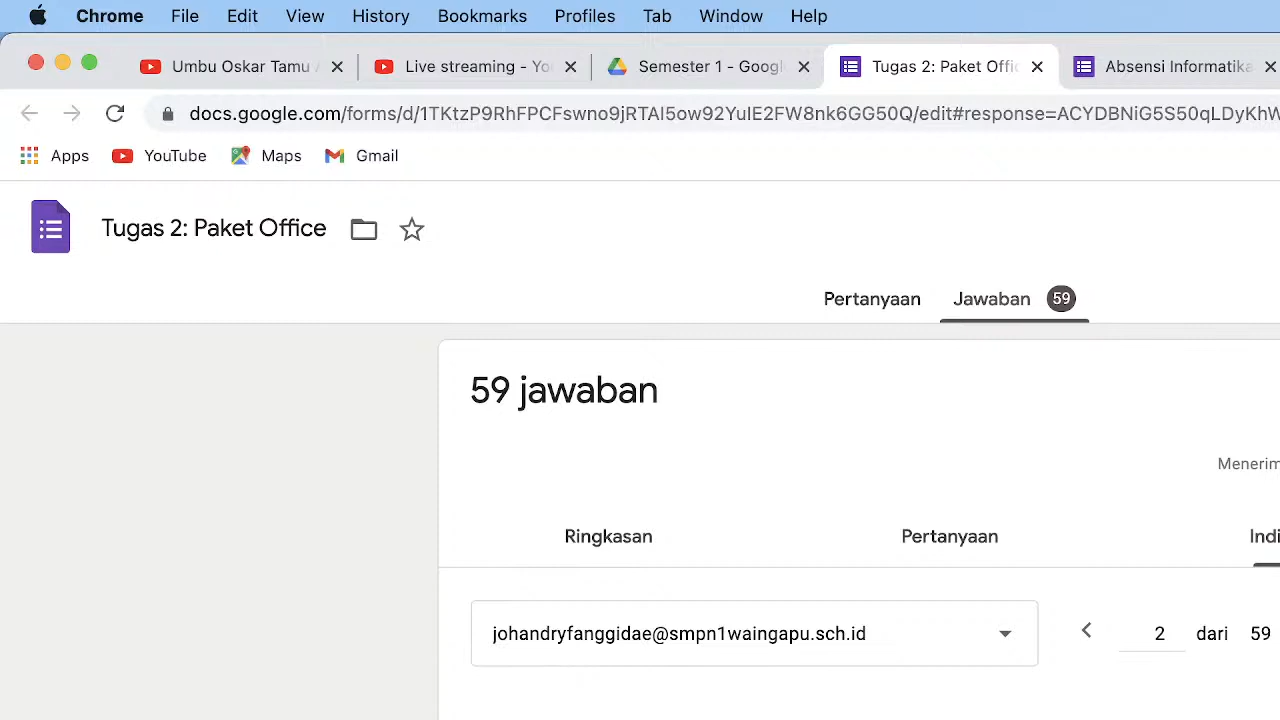 Chrome File Edit View History Bookmarks Profiles Tab Window Help
Umbu Oskar Tamu Live streaming - Yo Semester 1 - Googl Tugas 2: Paket Offi Absensi Informatika
docs.google.com/forms/d/1TKtzP9RhFPCFswno9jRTAI5ow92YuIE2FW8nk6GG50Q/edit#response=ACYDBNiG5S50qLDyKhW
Apps YouTube Maps Gmail
Tugas 2: Paket Office
Pertanyaan Jawaban 59
59 jawaban
Menerim
Ringkasan Pertanyaan Indi
johandryfanggidae@smpn1waingapu.sch.id 2 dari 59